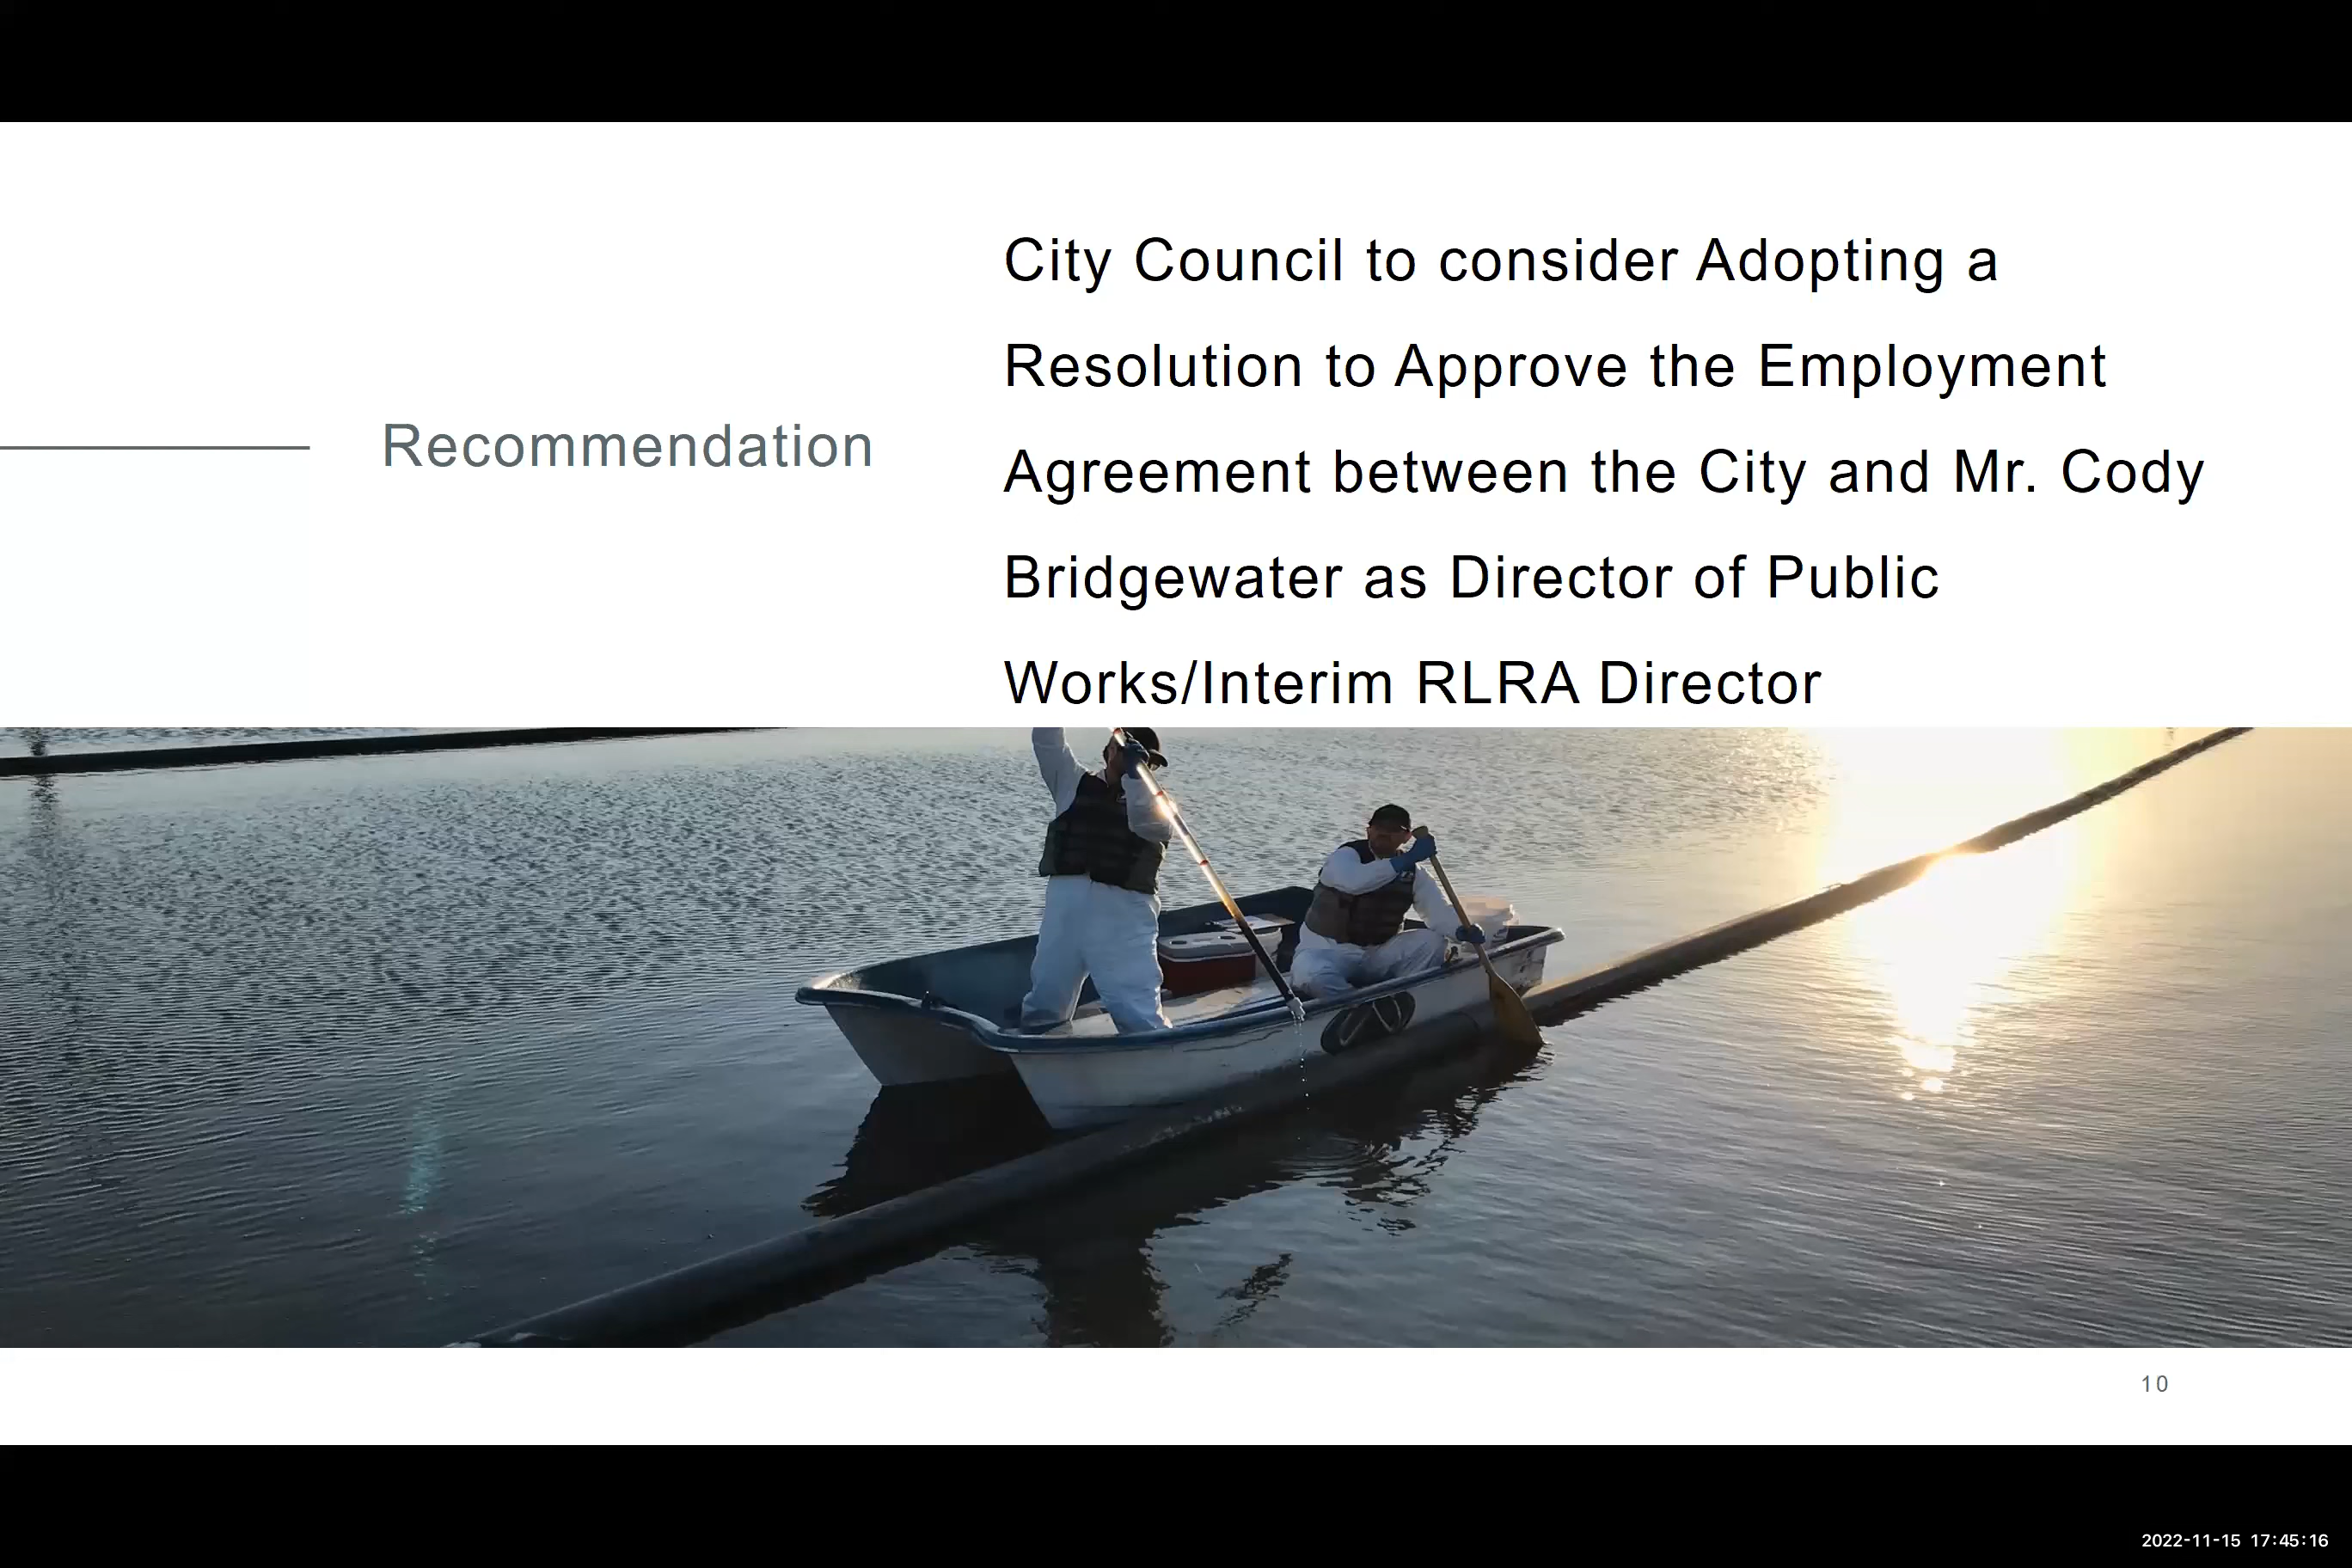 Recommendation
City Council to consider Adopting a
Resolution to Approve the Employment
Agreement between the City and Mr. Cody
Bridgewater as Director of Public
Works/Interim RLRA Director
10
2022-11-15 17:45:16